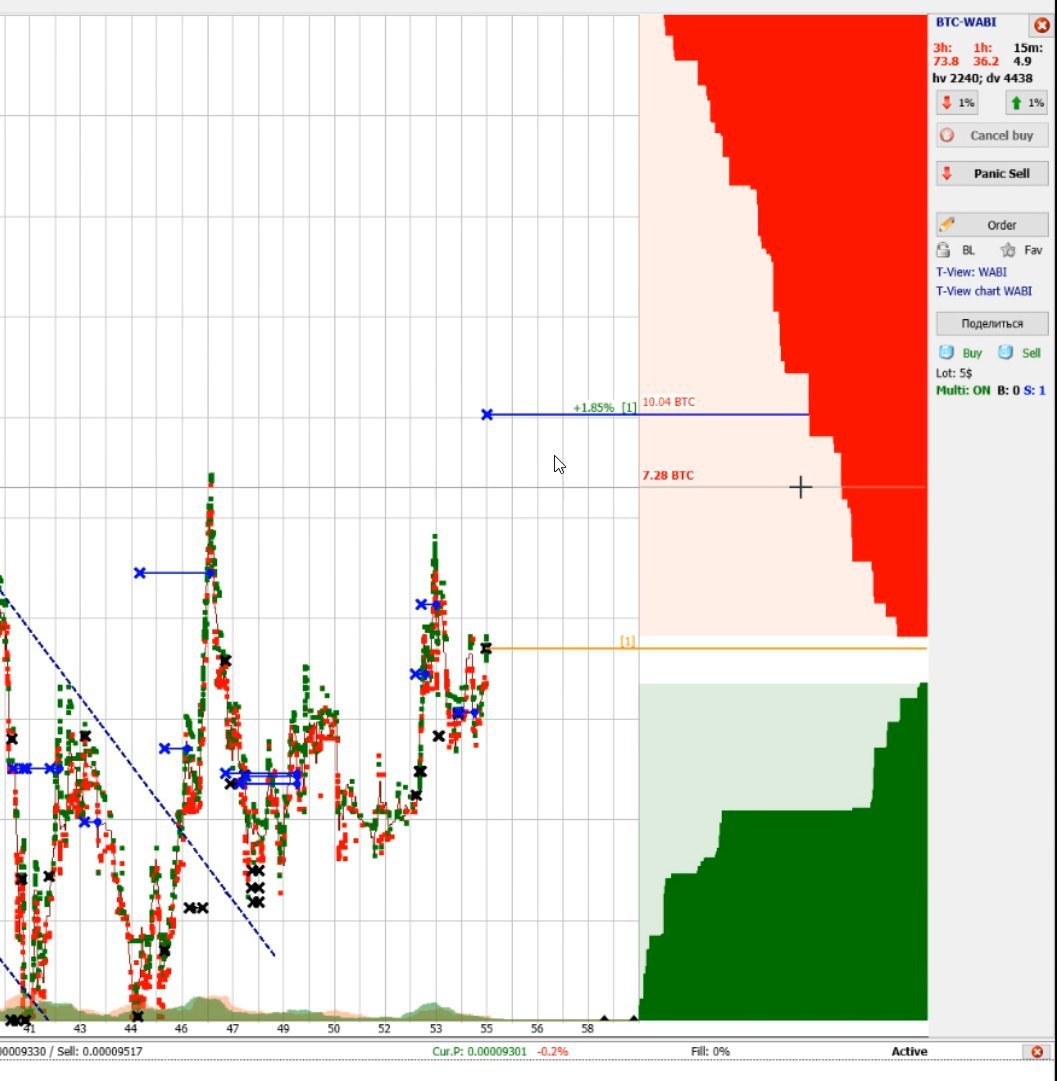 BTC-WABI
3h: 1h: 15m:
73.8 36.2 4.9
hv 2240; dv 4438
1% 1%
Cancel buy
Panic Sell
Order
BL Fav
T-View: WABI
T-View chart WABI
Поделиться
Buy Sell
Lot: 5$
Multi: ON B: 0 S: 1
+1.85% [1] 10.04 BTC
7.28 BTC
[1]
41 43 44 46 47 49 50 52 53 55 56 58
00009330 / Sell: 0.00009517 Cur.P: 0.00009301 -0.2% Fill: 0% Active